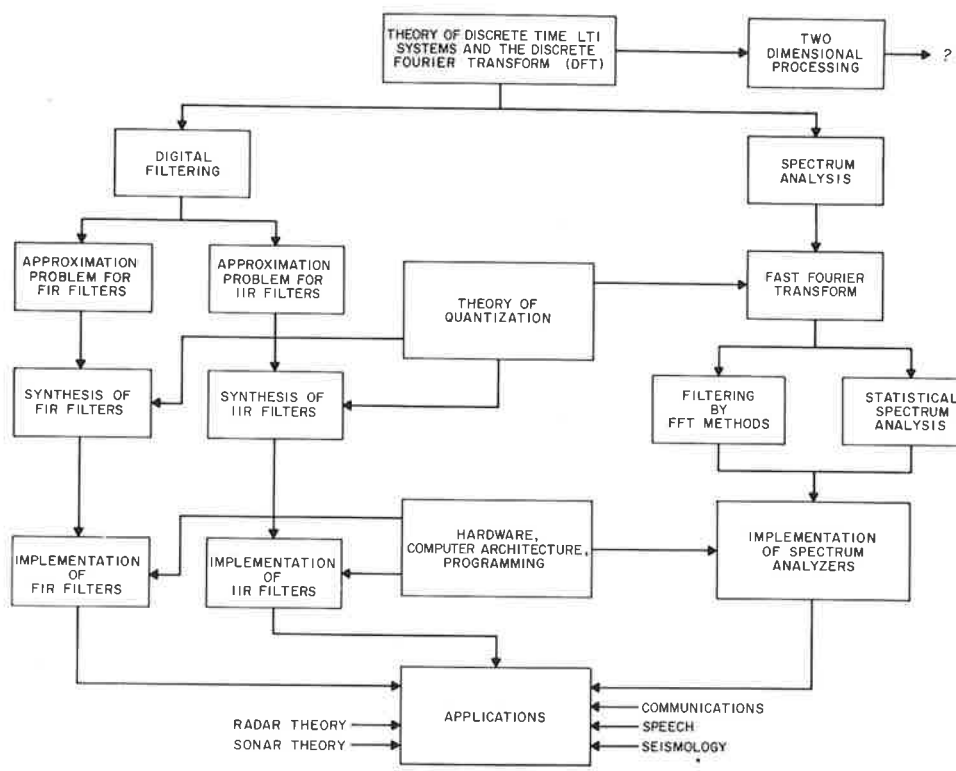 THEORY OF DISCRETE TIME LTI
SYSTEMS AND THE DISCRETE
FOURIER TRANSFORM (DFT)
TWO
DIMENSIONAL
PROCESSING
?
DIGITAL
FILTERING
SPECTRUM
ANALYSIS
APPROXIMATION
PROBLEM FOR
FIR FILTERS
APPROXIMATION
PROBLEM FOR
IIR FILTERS
THEORY OF
QUANTIZATION
FAST FOURIER
TRANSFORM
SYNTHESIS OF
FIR FILTERS
SYNTHESIS OF
IIR FILTERS
FILTERING
BY
FFT METHODS
STATISTICAL
SPECTRUM
ANALYSIS
IMPLEMENTATION
OF
FIR FILTERS
IMPLEMENTATION
OF
IIR FILTERS
HARDWARE,
COMPUTER ARCHITECTURE,
PROGRAMMING
IMPLEMENTATION
OF SPECTRUM
ANALYZERS
APPLICATIONS
RADAR THEORY
SONAR THEORY
COMMUNICATIONS
SPEECH
SEISMOLOGY